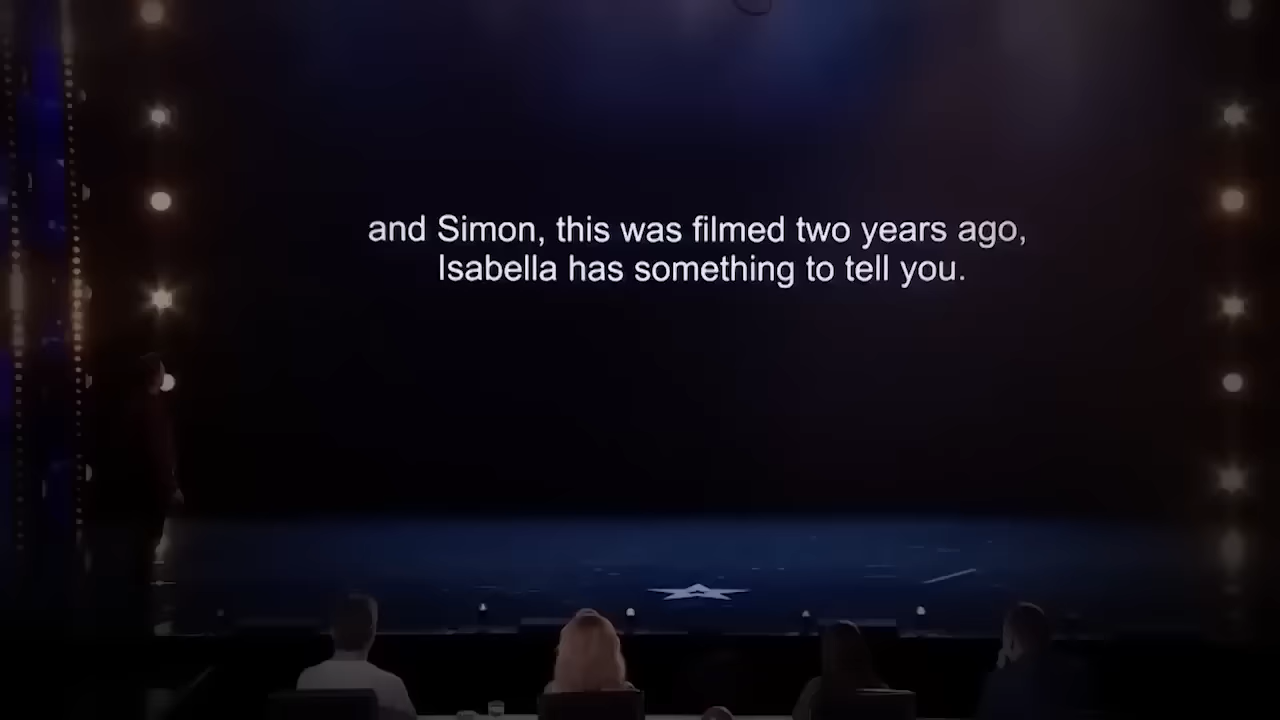 and Simon, this was filmed two years ago,
Isabella has something to tell you.